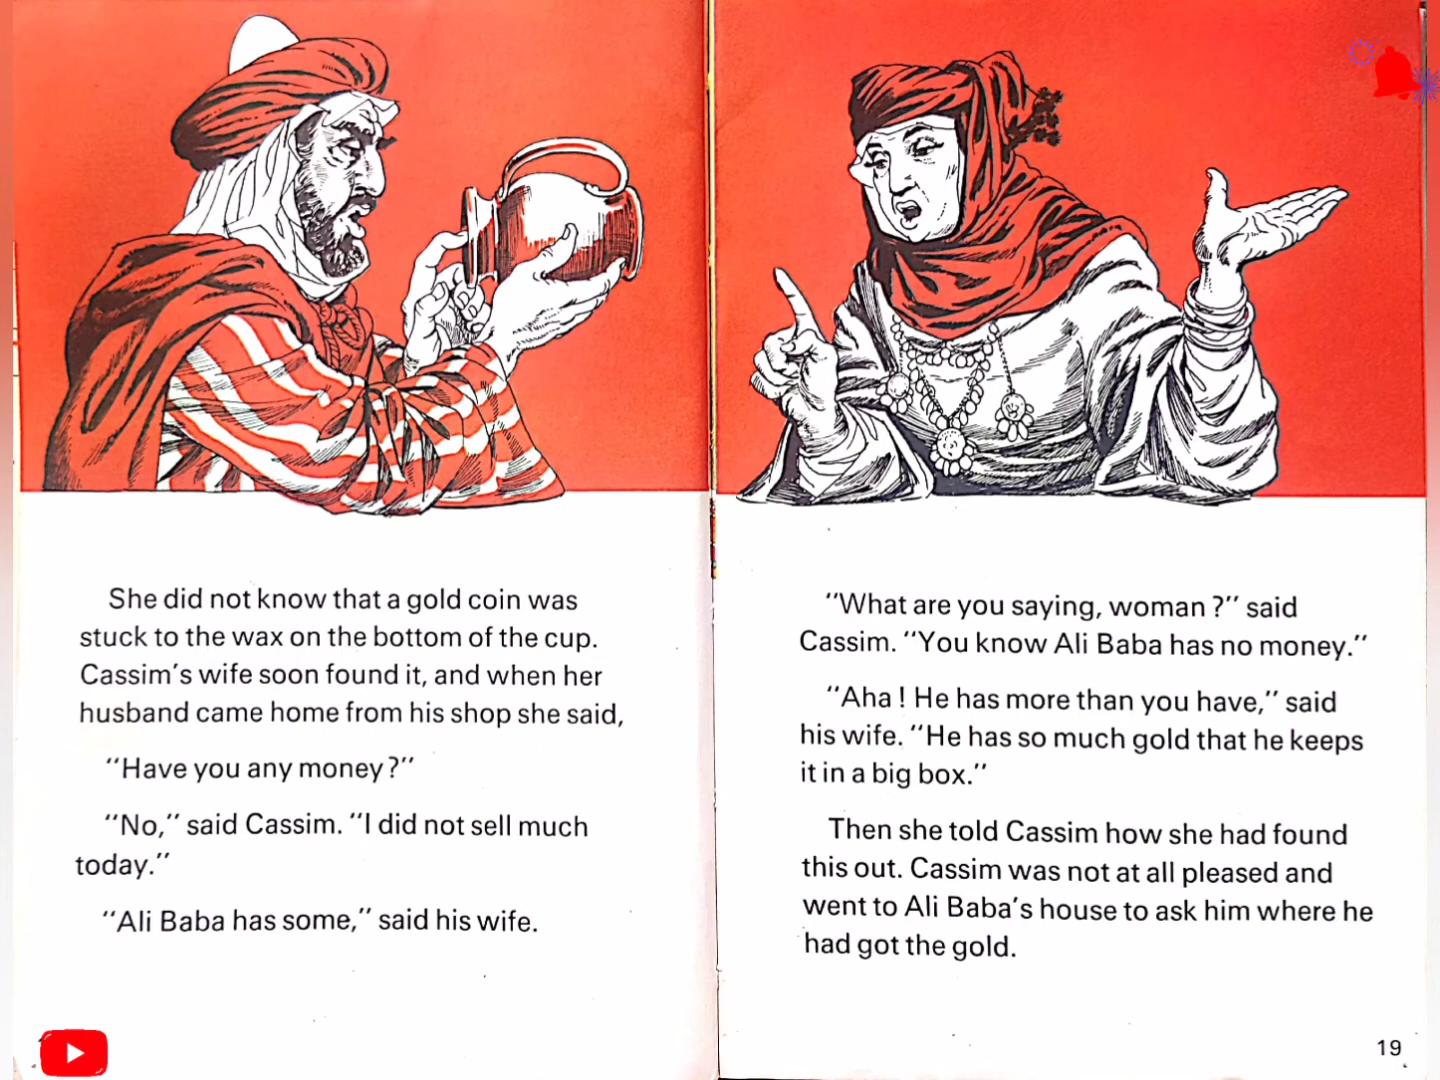 She did not know that a gold coin was
stuck to the wax on the bottom of the cup.
Cassim's wife soon found it, and when her
husband came home from his shop she said,
"Have you any money?"
"No," said Cassim. "I did not sell much
today."
"Ali Baba has some," said his wife.
"What are you saying, woman?" said
Cassim. "You know Ali Baba has no money."
"Aha! He has more than you have," said
his wife. "He has so much gold that he keeps
it in a big box."
Then she told Cassim how she had found
this out. Cassim was not at all pleased and
went to Ali Baba's house to ask him where he
had got the gold.
19